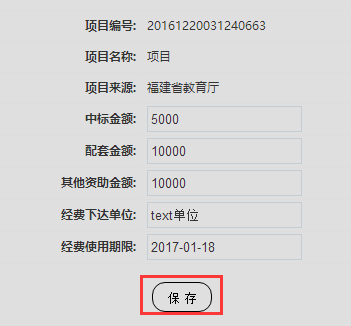 项目编号: 20161220031240663
项目名称: 项目
项目来源: 福建省教育厅
中标金额: 5000
配套金额: 10000
其他资助金额: 10000
经费下达单位: text单位
经费使用期限: 2017-01-18
保 存